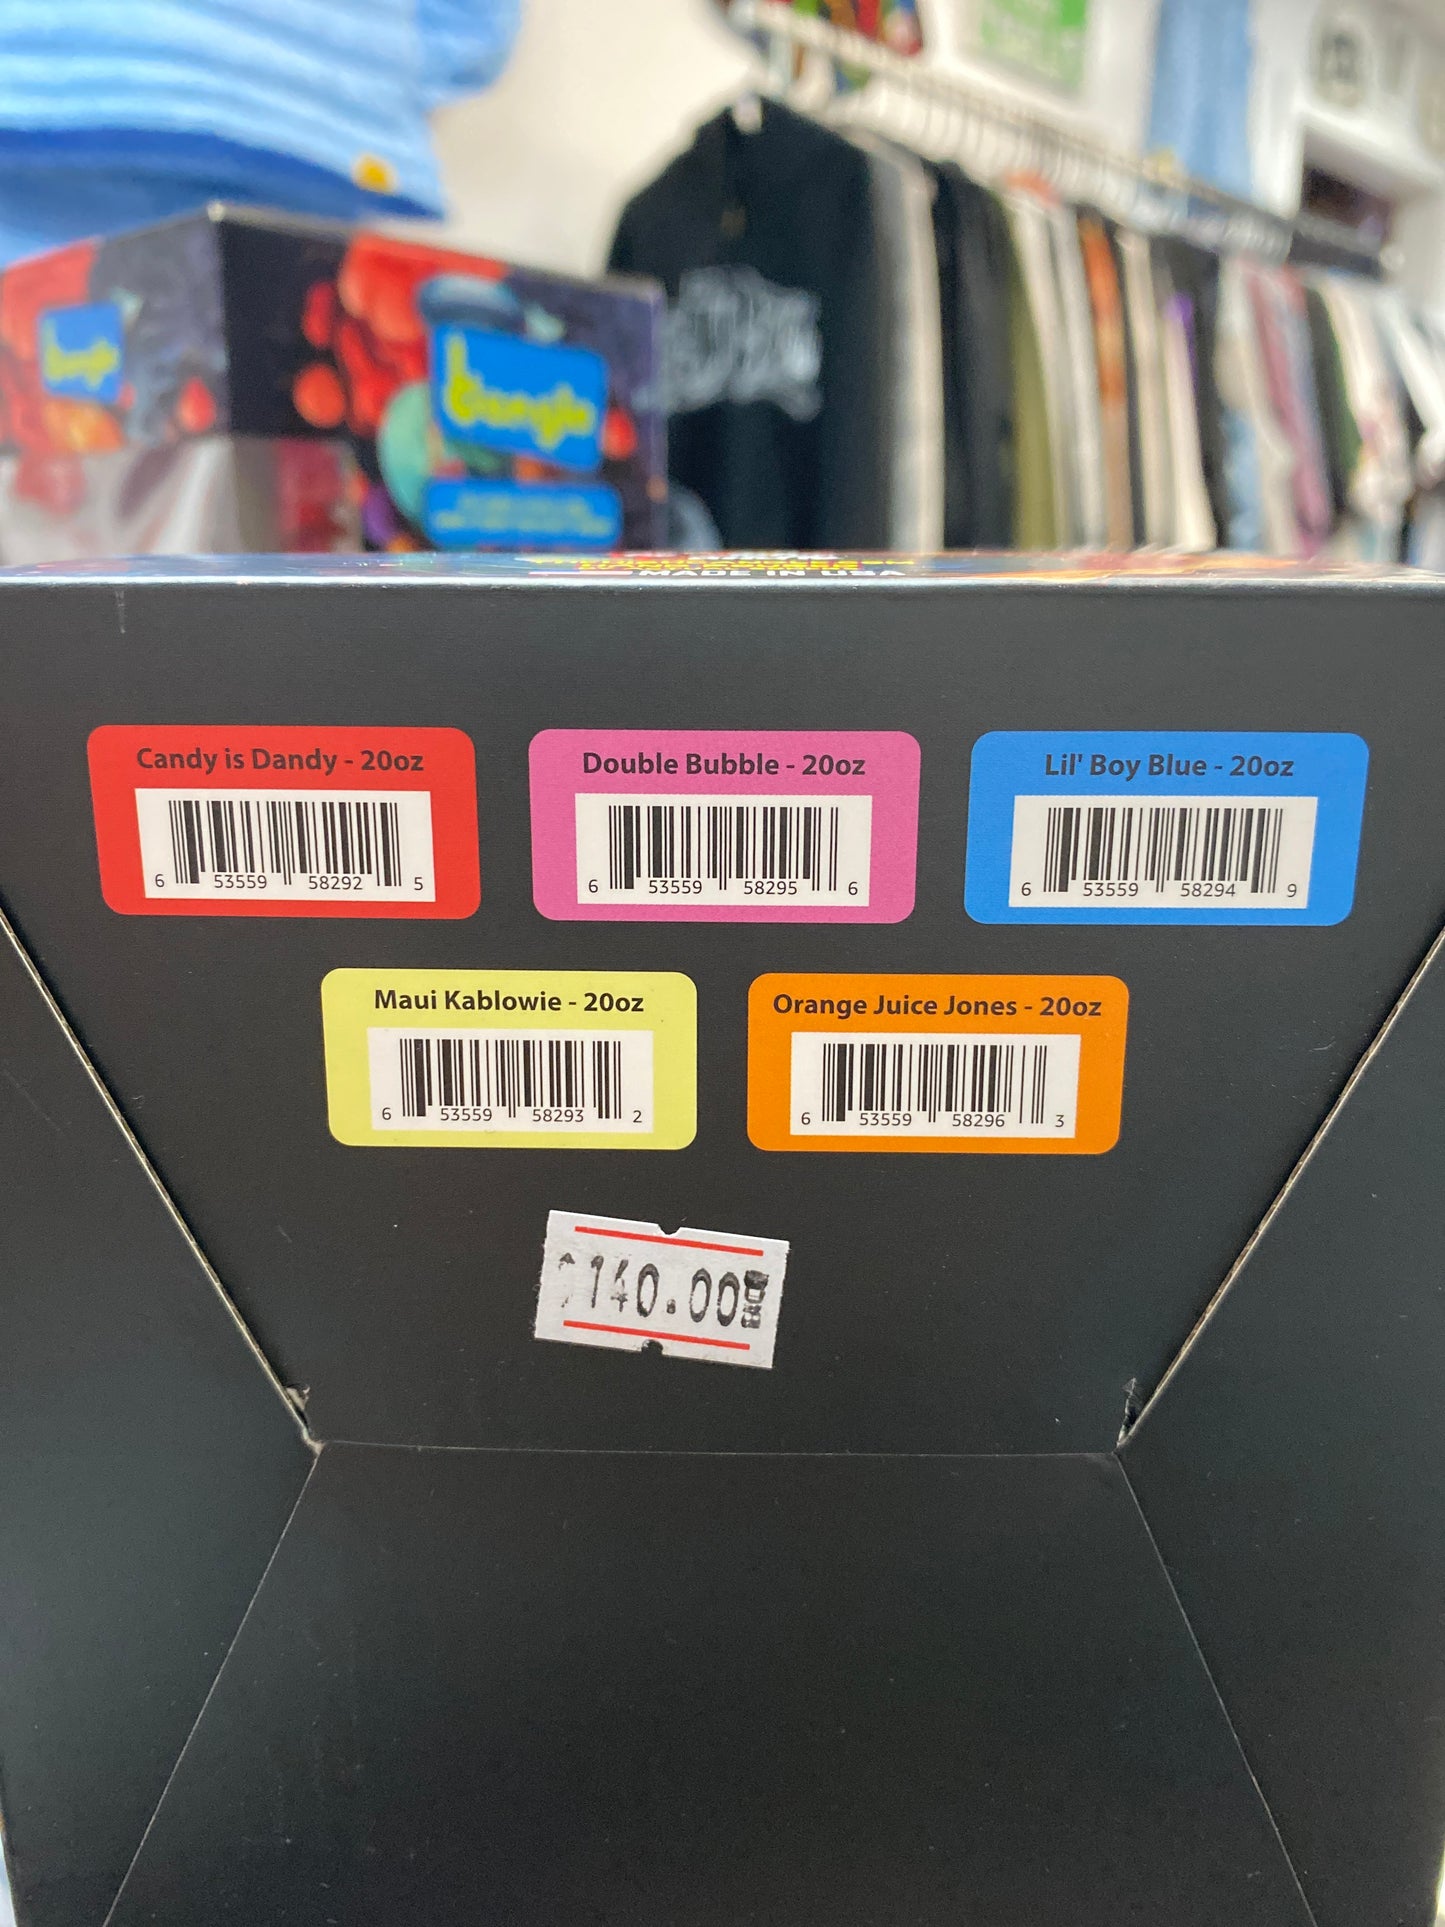 MADE IN USA
Candy is Dandy - 20oz
6 53559 58292 5
Double Bubble - 20oz
6 53559 58295 6
Lil' Boy Blue - 20oz
6 53559 58294 9
Maui Kablowie - 20oz
6 53559 58293 2
Orange Juice Jones - 20oz
6 53559 58296 3
140.00